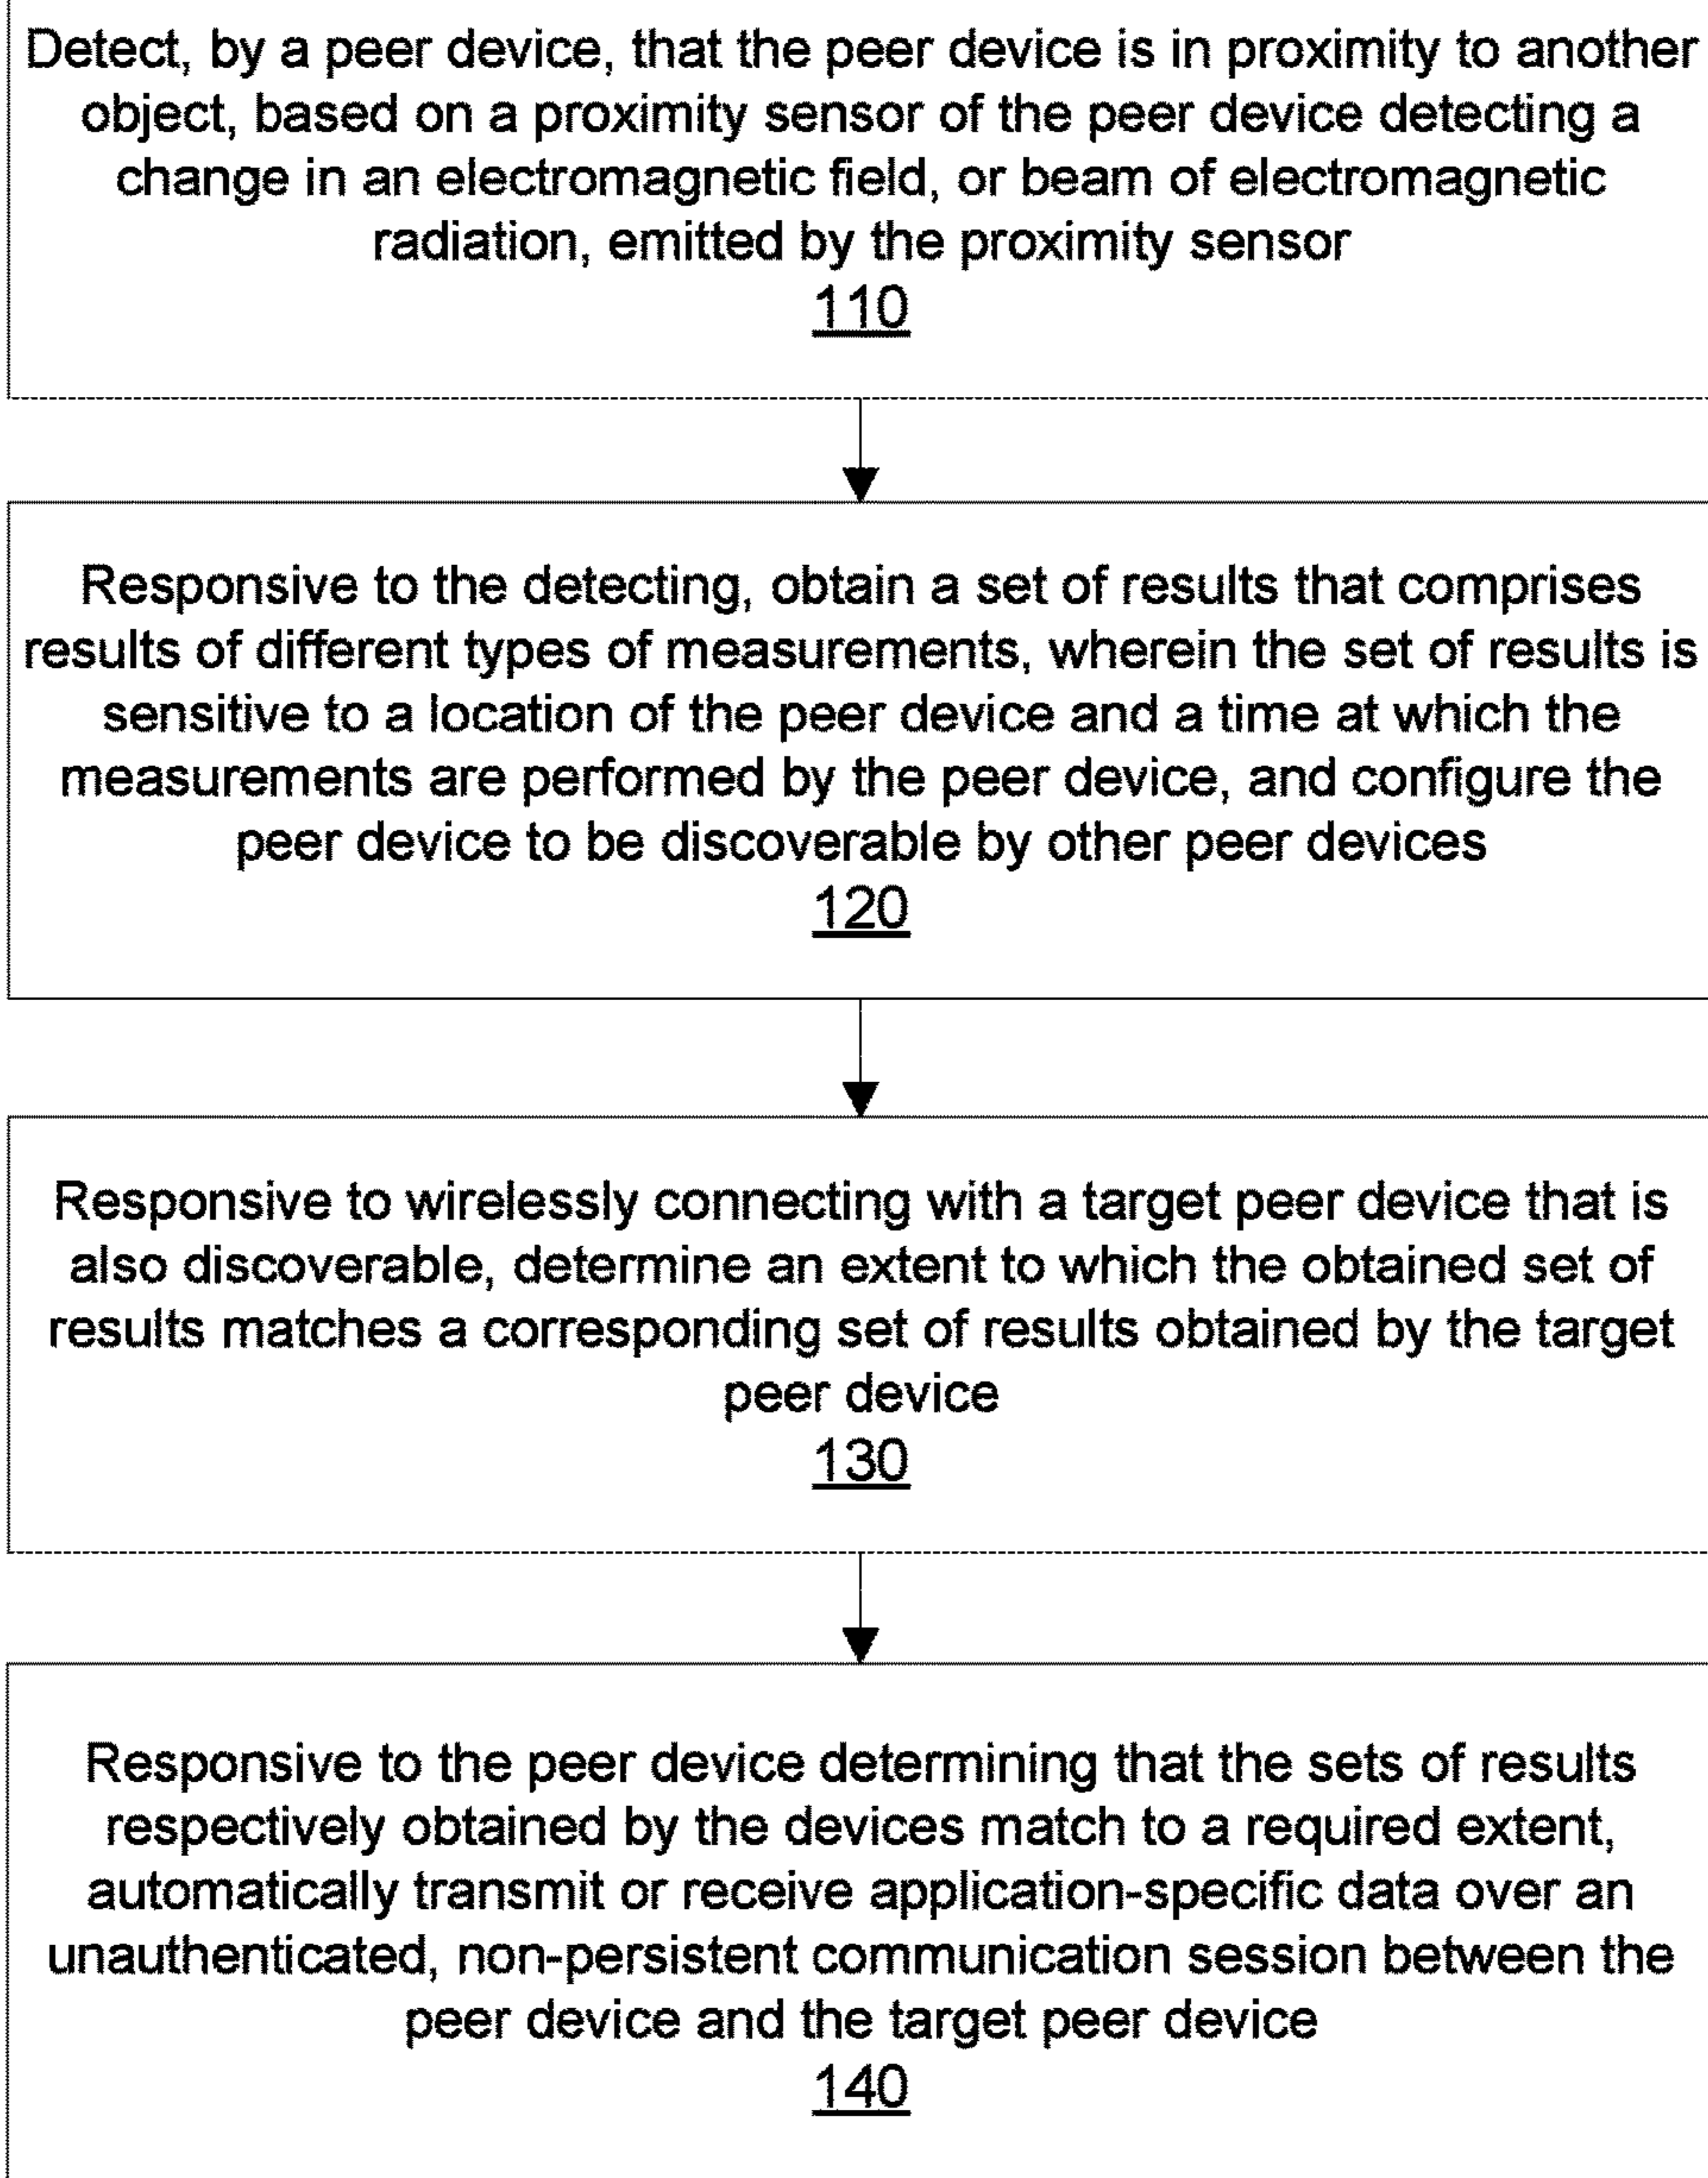 Detect, by a peer device, that the peer device is in proximity to another
object, based on a proximity sensor of the peer device detecting a
change in an electromagnetic field, or beam of electromagnetic
radiation, emitted by the proximity sensor
110
Responsive to the detecting, obtain a set of results that comprises
results of different types of measurements, wherein the set of results is
sensitive to a location of the peer device and a time at which the
measurements are performed by the peer device, and configure the
peer device to be discoverable by other peer devices
120
Responsive to wirelessly connecting with a target peer device that is
also discoverable, determine an extent to which the obtained set of
results matches a corresponding set of results obtained by the target
peer device
130
Responsive to the peer device determining that the sets of results
respectively obtained by the devices match to a required extent,
automatically transmit or receive application-specific data over an
unauthenticated, non-persistent communication session between the
peer device and the target peer device
140